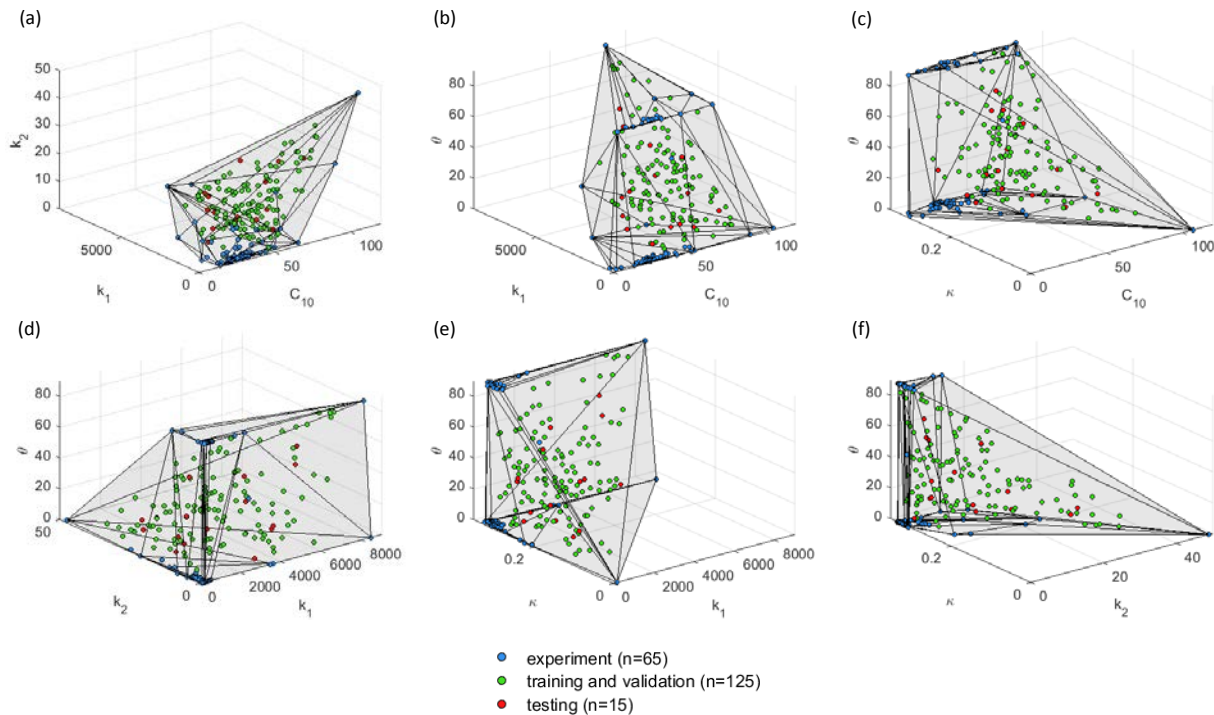 (a)
50
40
30
20
10
0
k2
5000
0
k1
0
50
100
C10
(b)
80
60
40
20
0
θ
5000
0
k1
0
50
100
C10
(c)
80
60
40
20
0
θ
0.2
0
κ
0
50
100
C10
(d)
80
60
40
20
0
θ
50
0
k2
0
2000
4000
6000
8000
k1
(e)
80
60
40
20
0
θ
0.2
0
κ
0
2000
4000
6000
8000
k1
(f)
80
60
40
20
0
θ
0.2
0
κ
0
20
40
k2
experiment (n=65)
training and validation (n=125)
testing (n=15)